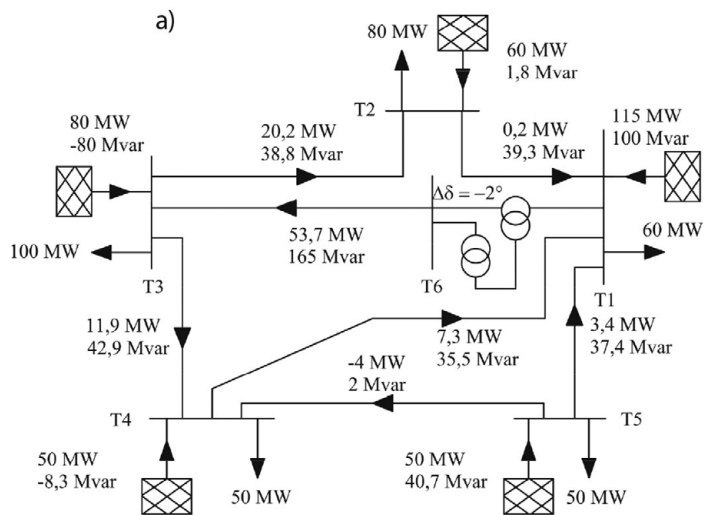 a)
80 MW
60 MW
1,8 Mvar
T2
80 MW
-80 Mvar
20,2 MW
38,8 Mvar
0,2 MW
39,3 Mvar
115 MW
100 Mvar
Δδ = −2°
53,7 MW
165 Mvar
100 MW
T3
T6
60 MW
T1
11,9 MW
42,9 Mvar
7,3 MW
35,5 Mvar
3,4 MW
37,4 Mvar
-4 MW
2 Mvar
T4
T5
50 MW
-8,3 Mvar
50 MW
50 MW
40,7 Mvar
50 MW